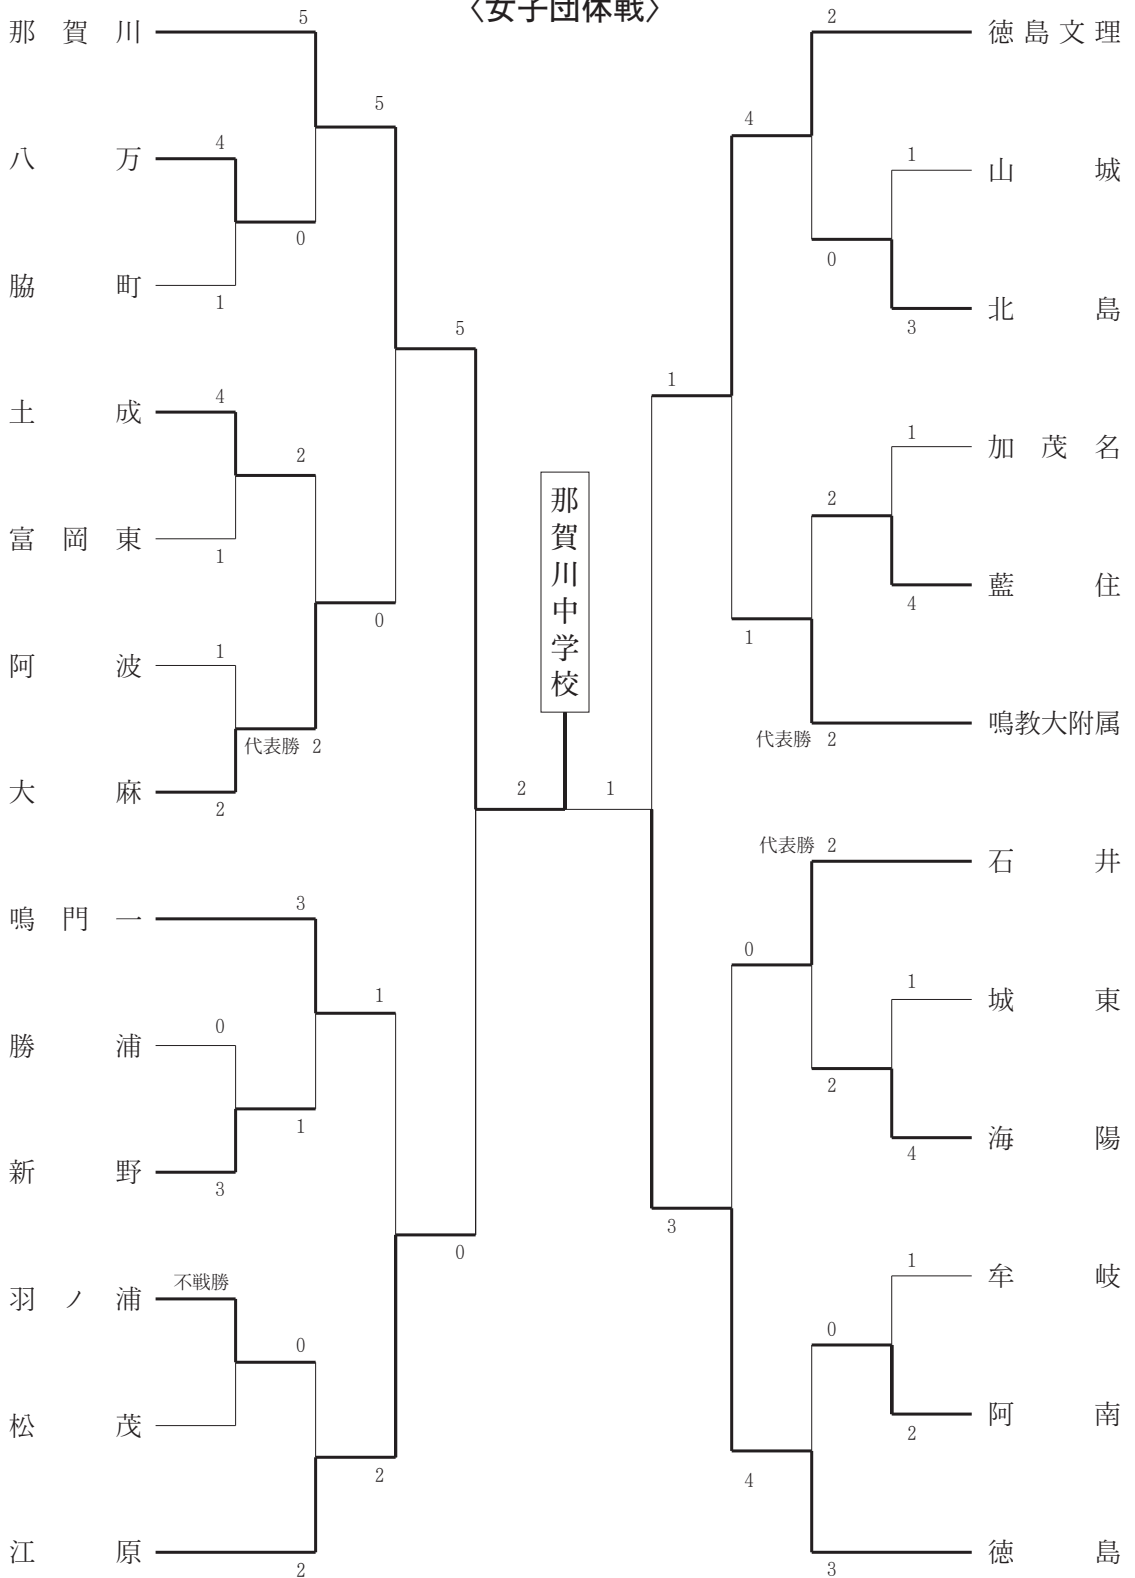 〈女子団体戦〉
那賀川
5
八万
4
5
0
脇町
1
土成
4
5
2
富岡東
1
0
阿波
1
代表勝 2
大麻
2
鳴門一
3
1
勝浦
0
1
新野
3
0
羽ノ浦
不戦勝
0
松茂
2
江原
2
那賀川中学校
2
1
徳島文理
2
4
山城
1
0
北島
3
1
加茂名
1
2
藍住
4
1
鳴教大附属
代表勝 2
石井
代表勝 2
0
城東
1
2
海陽
4
3
牟岐
1
0
阿南
2
4
徳島
3